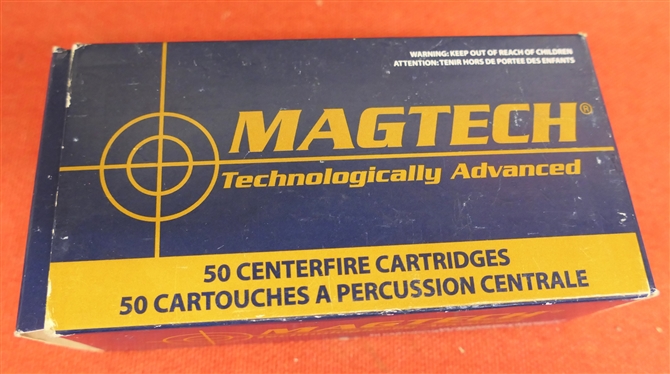 WARNING: KEEP OUT OF REACH OF CHILDREN
ATTENTION: TENIR HORS DE PORTEE DES ENFANTS
MAGTECH®
Technologically Advanced
50 CENTERFIRE CARTRIDGES
50 CARTOUCHES A PERCUSSION CENTRALE
MAGTECH